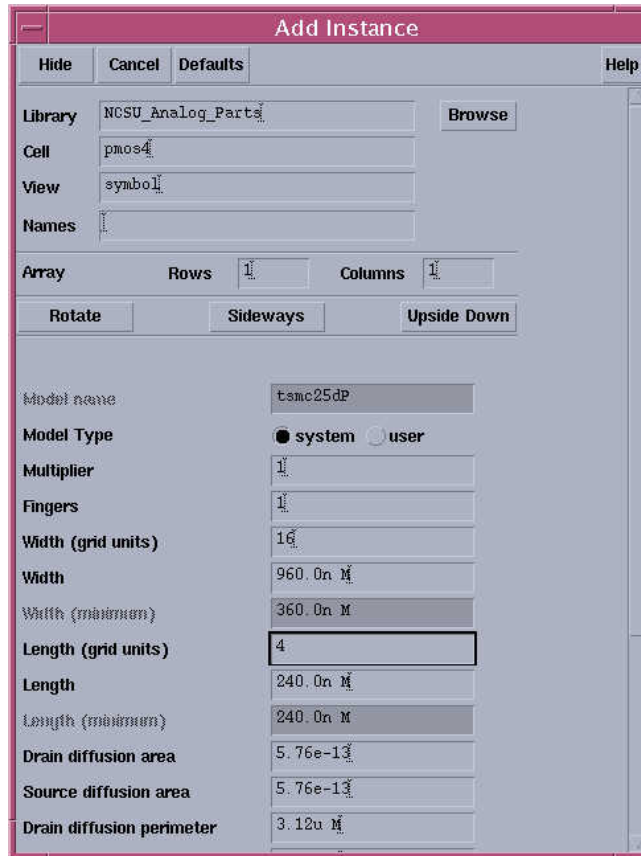 Add Instance
Hide Cancel Defaults Help
Library NCSU_Analog_Parts Browse
Cell pmos4
View symbol
Names
Array Rows 1 Columns 1
Rotate Sideways Upside Down
Model name tsmc25dP
Model Type system user
Multiplier 1
Fingers 1
Width (grid units) 16
Width 960.0n M
Width (minimum) 360.0n M
Length (grid units) 4
Length 240.0n M
Length (minimum) 240.0n M
Drain diffusion area 5.76e-13
Source diffusion area 5.76e-13
Drain diffusion perimeter 3.12u M